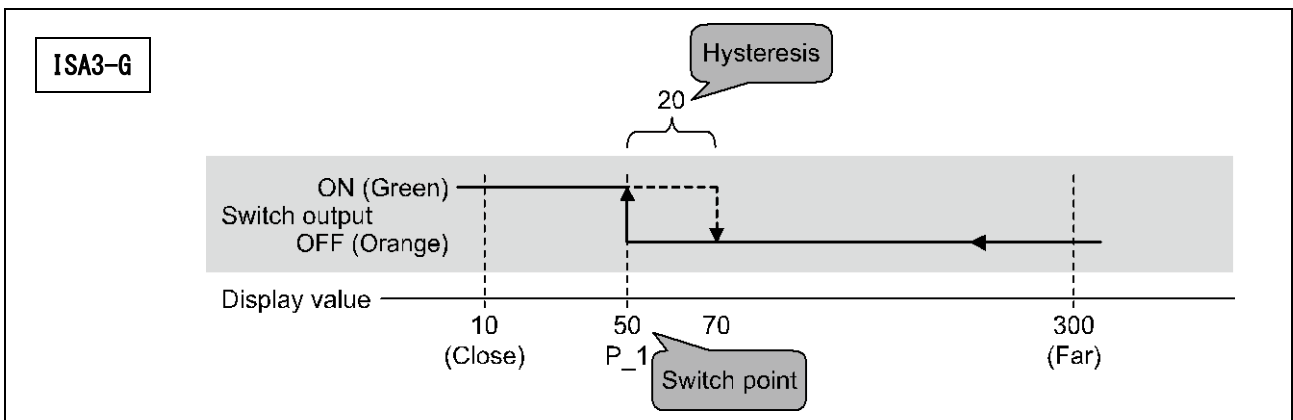 ISA3-G
Hysteresis
20
ON (Green)
Switch output
OFF (Orange)
Display value
10
50
70
300
(Close)
P_1
(Far)
Switch point